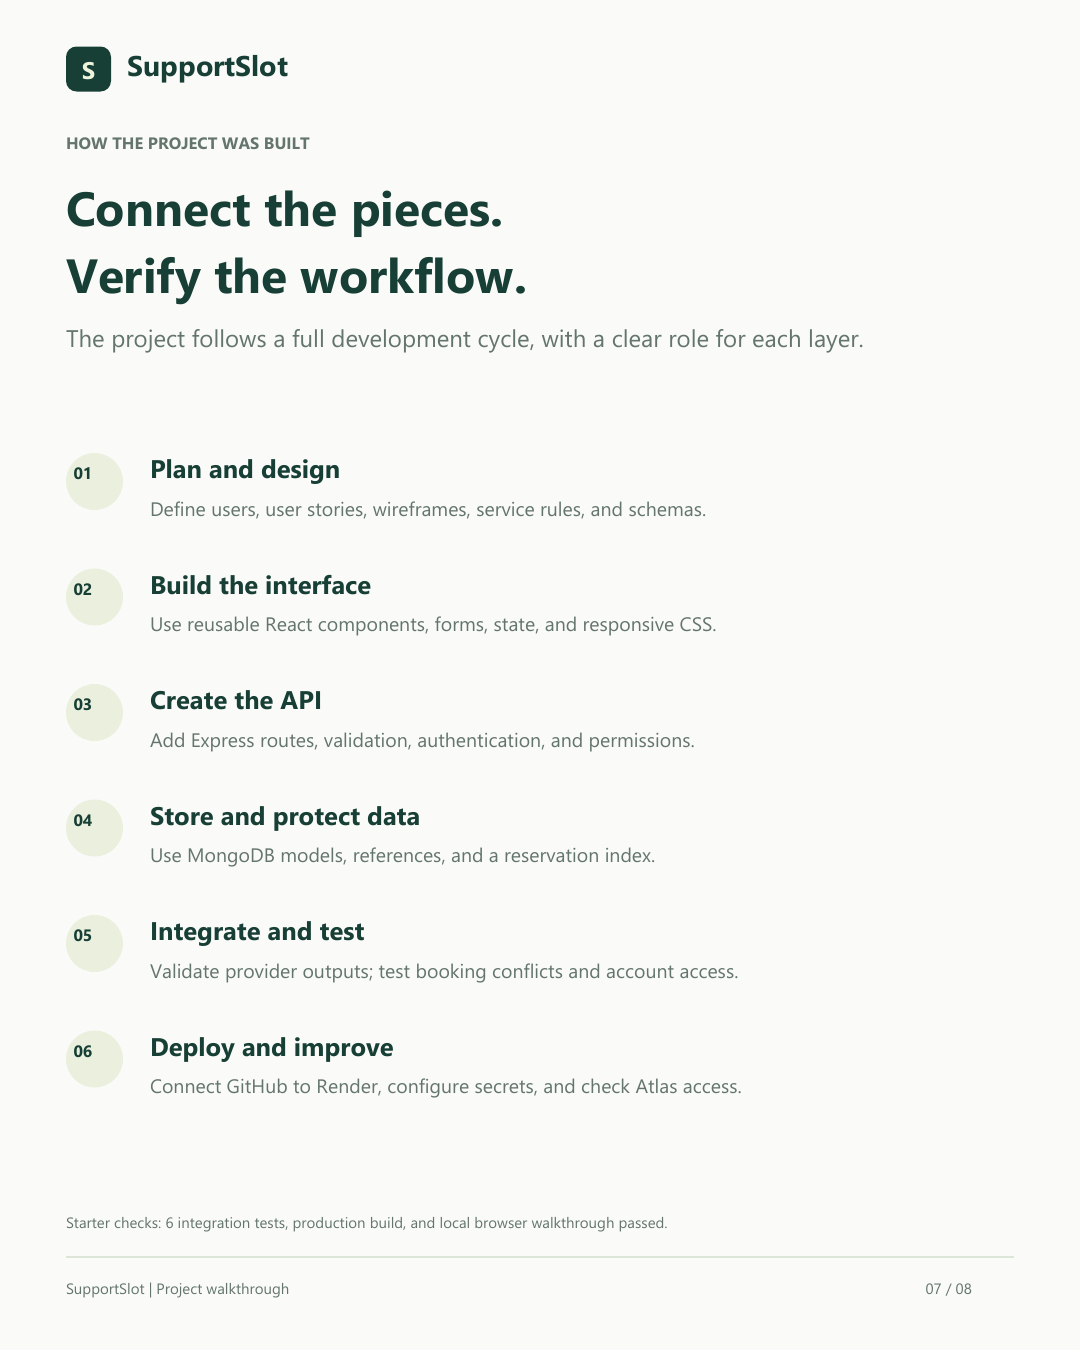 S SupportSlot
HOW THE PROJECT WAS BUILT
Connect the pieces.
Verify the workflow.
The project follows a full development cycle, with a clear role for each layer.
01 Plan and design
Define users, user stories, wireframes, service rules, and schemas.
02 Build the interface
Use reusable React components, forms, state, and responsive CSS.
03 Create the API
Add Express routes, validation, authentication, and permissions.
04 Store and protect data
Use MongoDB models, references, and a reservation index.
05 Integrate and test
Validate provider outputs; test booking conflicts and account access.
06 Deploy and improve
Connect GitHub to Render, configure secrets, and check Atlas access.
Starter checks: 6 integration tests, production build, and local browser walkthrough passed.
SupportSlot | Project walkthrough 07 / 08